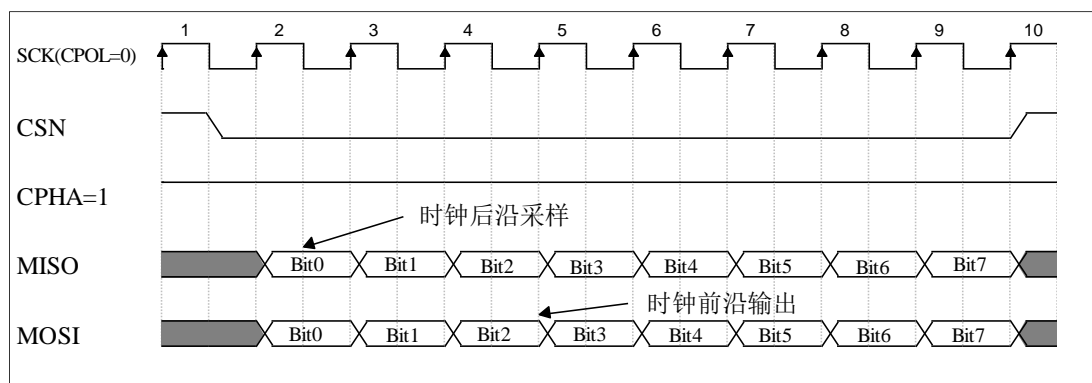 1 2 3 4 5 6 7 8 9 10
SCK(CPOL=0)
CSN
CPHA=1
时钟后沿采样
MISO Bit0 Bit1 Bit2 Bit3 Bit4 Bit5 Bit6 Bit7
时钟前沿输出
MOSI Bit0 Bit1 Bit2 Bit3 Bit4 Bit5 Bit6 Bit7